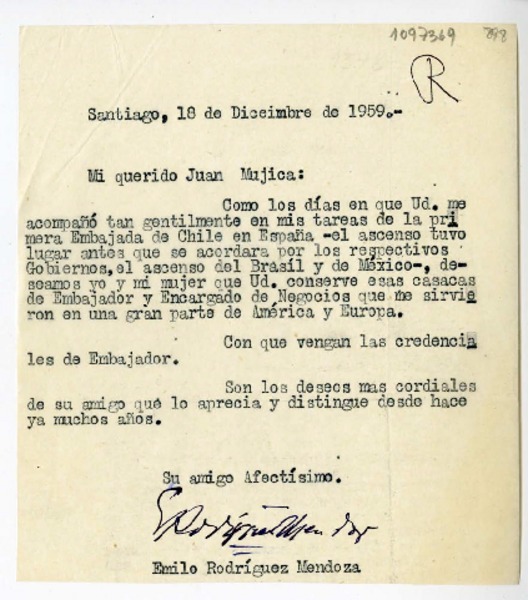 1097369 898
R
Santiago, 18 de Diceimbre de 1959.-
Mi querido Juan Mujica:
Como los días en que Ud. me
acompañó tan gentilmente en mis tareas de la pri
mera Embajada de Chile en España -el ascenso tuvo
lugar antes que se acordara por los respectivos
Gobiernos, el ascenso del Brasil y de México-, de-
seamos yo y mi mujer que Ud. conserve esas casacas
de Embajador y Encargado de Negocios que me sirvie
ron en una gran parte de América y Europa.
Con que vengan las credencia
les de Embajador.
Son los deseos mas cordiales
de su amigo que lo aprecia y distingue desde hace
ya muchos años.
Su amigo Afectísimo.
E Rodríguez Mendoza
Emilo Rodríguez Mendoza